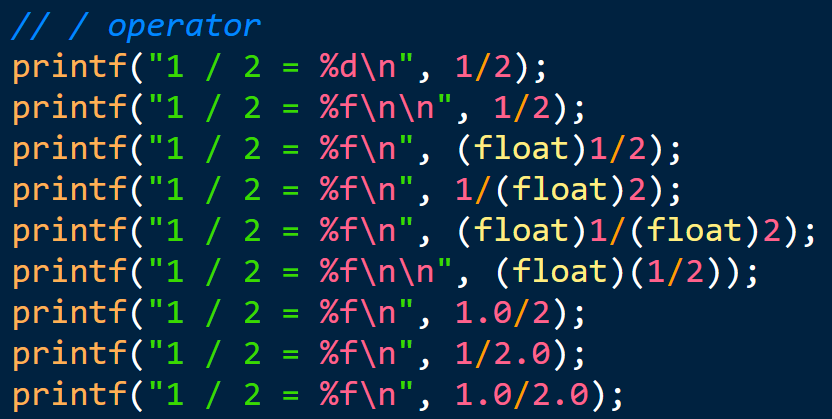 // / operator
printf("1 / 2 = %d\n", 1/2);
printf("1 / 2 = %f\n\n", 1/2);
printf("1 / 2 = %f\n", (float)1/2);
printf("1 / 2 = %f\n", 1/(float)2);
printf("1 / 2 = %f\n", (float)1/(float)2);
printf("1 / 2 = %f\n\n", (float)(1/2));
printf("1 / 2 = %f\n", 1.0/2);
printf("1 / 2 = %f\n", 1/2.0);
printf("1 / 2 = %f\n", 1.0/2.0);